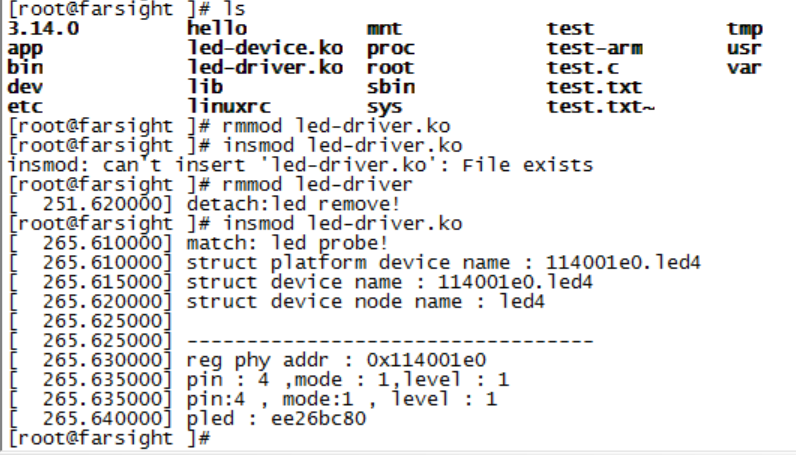 [root@farsight ]# ls
3.14.0 hello mnt test tmp
app led-device.ko proc test-arm usr
bin led-driver.ko root test.c var
dev lib sbin test.txt
etc linuxrc sys test.txt~
[root@farsight ]# rmmod led-driver.ko
[root@farsight ]# insmod led-driver.ko
insmod: can't insert 'led-driver.ko': File exists
[root@farsight ]# rmmod led-driver
[ 251.620000] detach:led remove!
[root@farsight ]# insmod led-driver.ko
[ 265.610000] match: led probe!
[ 265.610000] struct platform device name : 114001e0.led4
[ 265.615000] struct device name : 114001e0.led4
[ 265.620000] struct device node name : led4
[ 265.625000]
[ 265.625000] ----------------------------------
[ 265.630000] reg phy addr : 0x114001e0
[ 265.635000] pin : 4 ,mode : 1,level : 1
[ 265.635000] pin:4 , mode:1 , level : 1
[ 265.640000] pled : ee26bc80
[root@farsight ]#